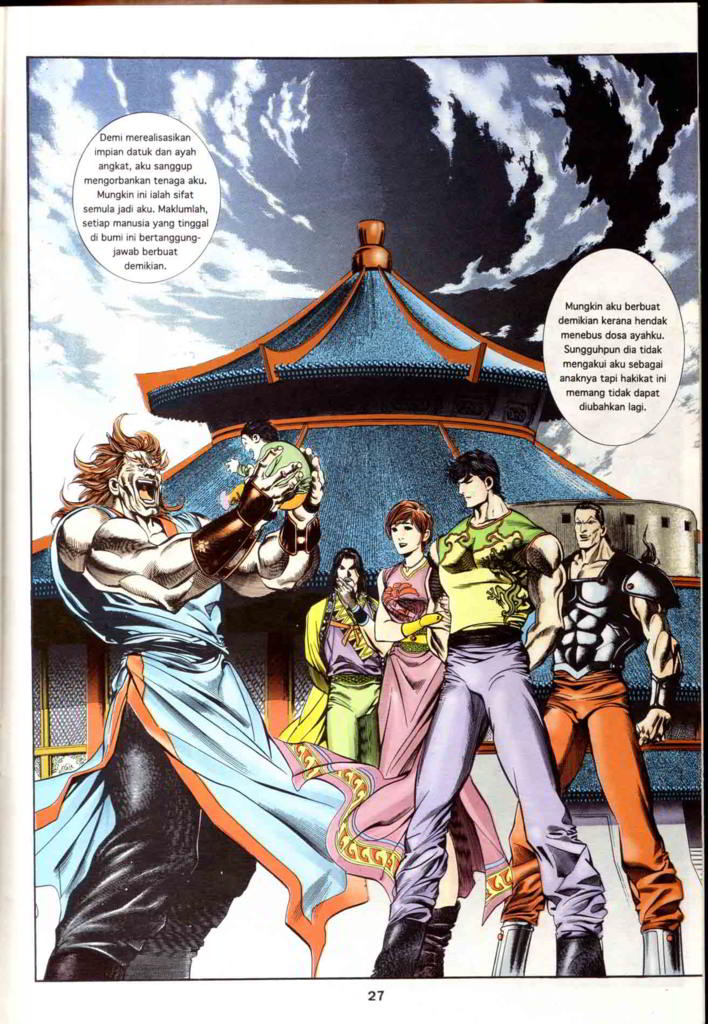 Demi merealisasikan
impian datuk dan ayah
angkat, aku sanggup
mengorbankan tenaga aku.
Mungkin ini ialah sifat
semula jadi aku. Maklumlah,
setiap manusia yang tinggal
di bumi ini bertanggung-
jawab berbuat
demikian.
Mungkin aku berbuat
demikian kerana hendak
menebus dosa ayahku.
Sungguhpun dia tidak
mengakui aku sebagai
anaknya tapi hakikat ini
memang tidak dapat
diubahkan lagi.
27